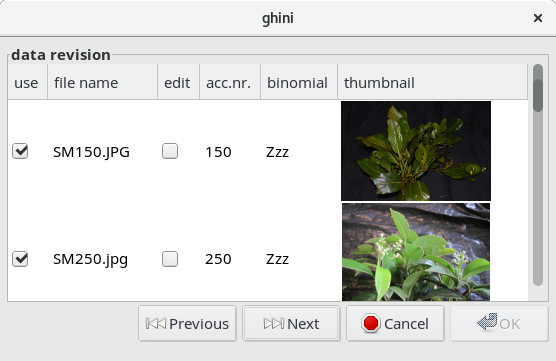 ghini
data revision
use file name edit acc.nr. binomial thumbnail
SM150.JPG 150 Zzz
SM250.jpg 250 Zzz
Previous Next Cancel OK